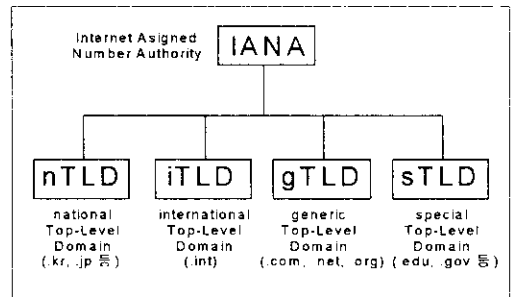 Internet Asigned
Number Authority
IANA
nTLD
iTLD
gTLD
sTLD
national
Top-Level
Domain
(.kr, .jp 등)
international
Top-Level
Domain
(.int)
generic
Top-Level
Domain
(.com, net, org)
special
Top-Level
Domain
(edu, .gov 등)